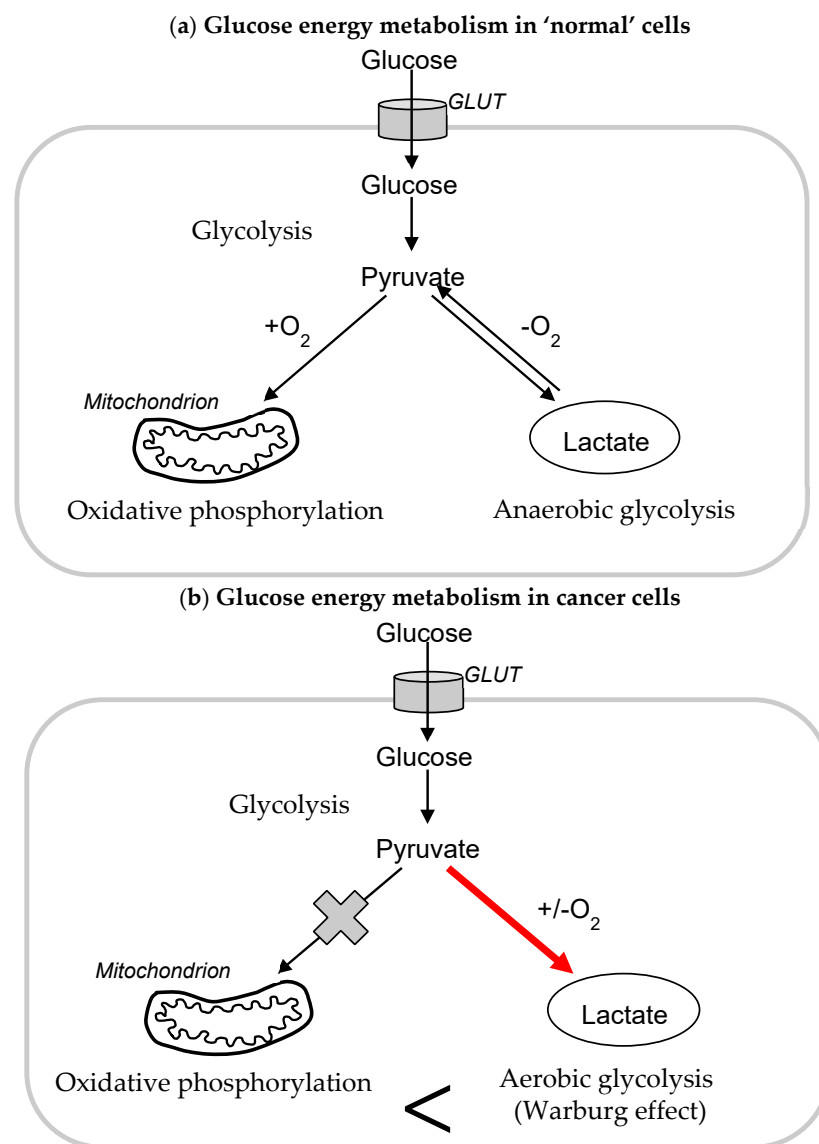 (a) Glucose energy metabolism in ‘normal’ cells
Glucose
GLUT
Glucose
Glycolysis
Pyruvate
+O₂
-O₂
Mitochondrion
Lactate
Oxidative phosphorylation
Anaerobic glycolysis
(b) Glucose energy metabolism in cancer cells
Glucose
GLUT
Glucose
Glycolysis
Pyruvate
+/-O₂
Mitochondrion
Lactate
Oxidative phosphorylation
<
Aerobic glycolysis
(Warburg effect)